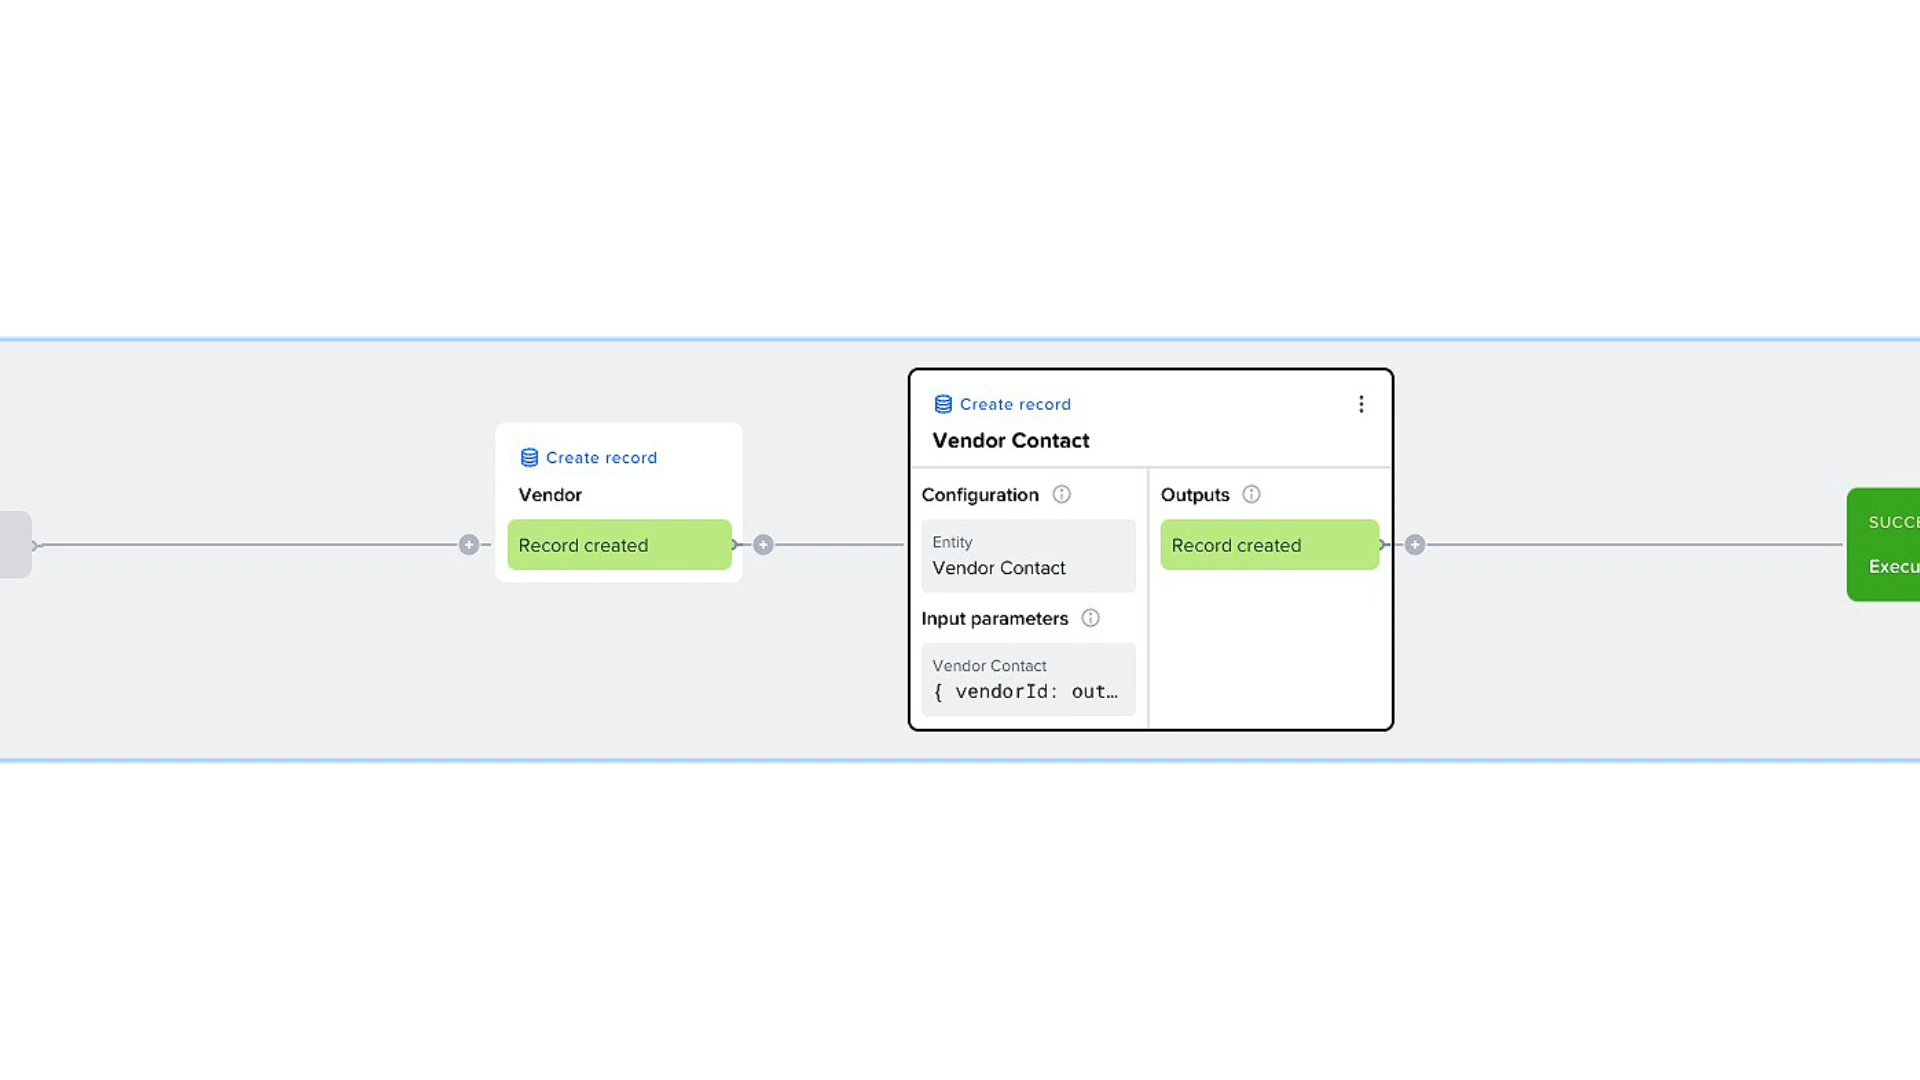 Create record
Vendor
Record created
Create record
Vendor Contact
Configuration
Entity
Vendor Contact
Input parameters
Vendor Contact
{ vendorId: out…
Outputs
Record created
SUCCE
Execu